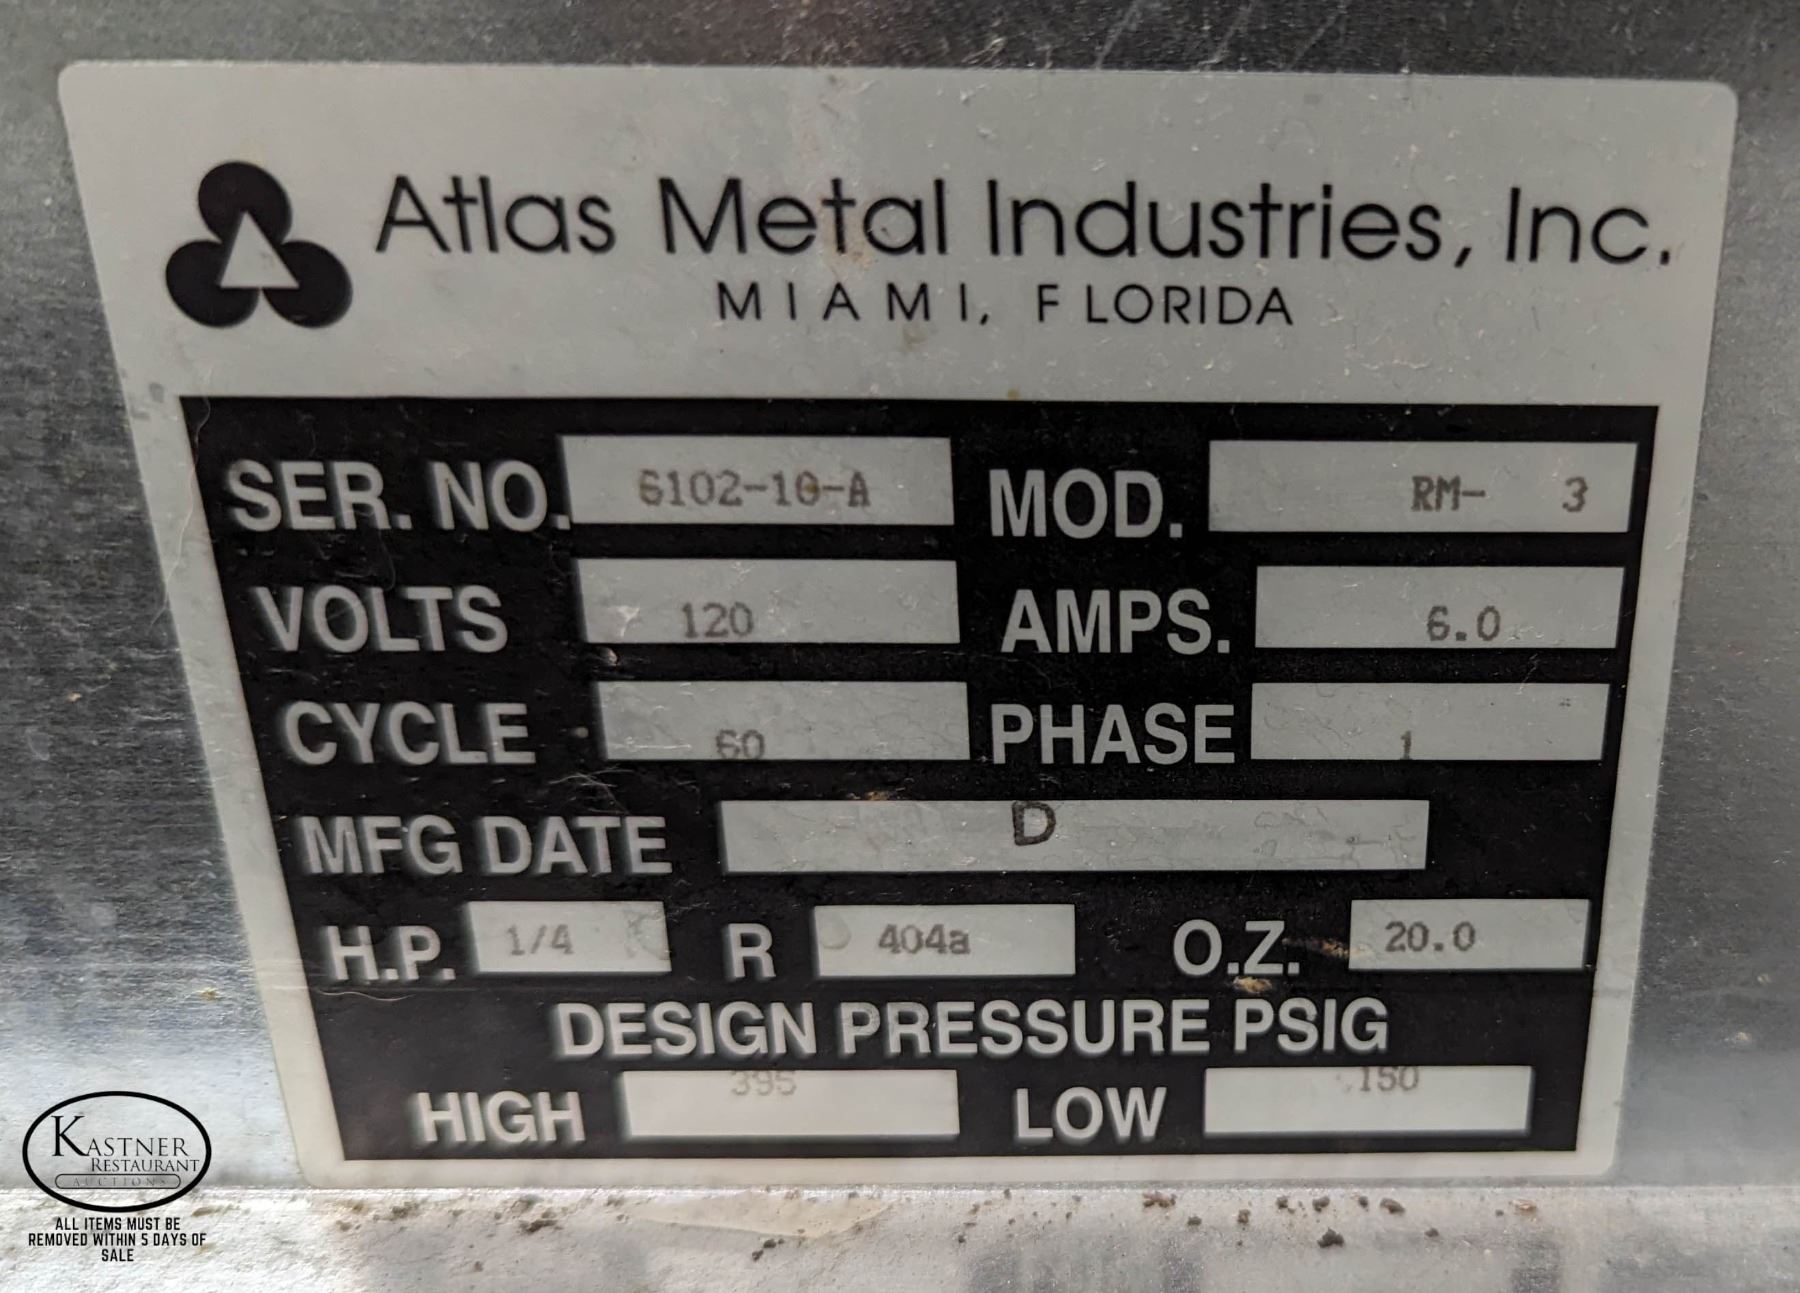 Atlas Metal Industries, Inc.
MIAMI, FLORIDA
SER. NO. 6102-10-A MOD. RM- 3
VOLTS 120 AMPS. 6.0
CYCLE 60 PHASE 1
MFG DATE D
H.P. 1/4 R 404a O.Z. 20.0
DESIGN PRESSURE PSIG
HIGH 395 LOW 150
KASTNER
RESTAURANT
AUCTIONS
ALL ITEMS MUST BE
REMOVED WITHIN 5 DAYS OF
SALE